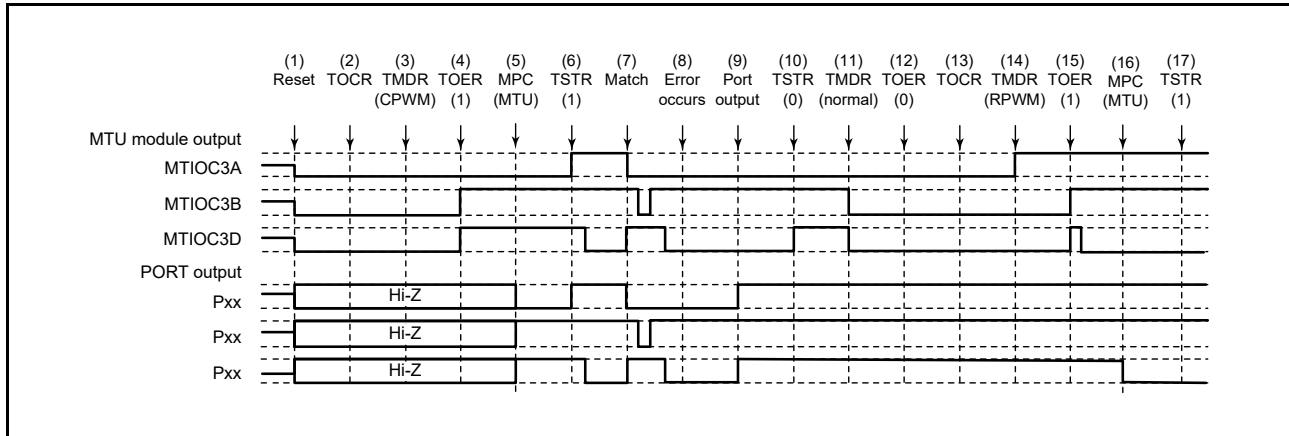 (1) (2) (3) (4) (5) (6) (7) (8) (9) (10) (11) (12) (13) (14) (15) (16) (17)
Reset TOCR TMDR TOER MPC TSTR Match Error Port TSTR TMDR TOER TOCR TMDR TOER MPC TSTR
(CPWM) (1) (MTU) (1) occurs output (0) (normal) (0) (RPWM) (1) (MTU) (1)
MTU module output
MTIOC3A
MTIOC3B
MTIOC3D
PORT output
Pxx Hi-Z
Pxx Hi-Z
Pxx Hi-Z